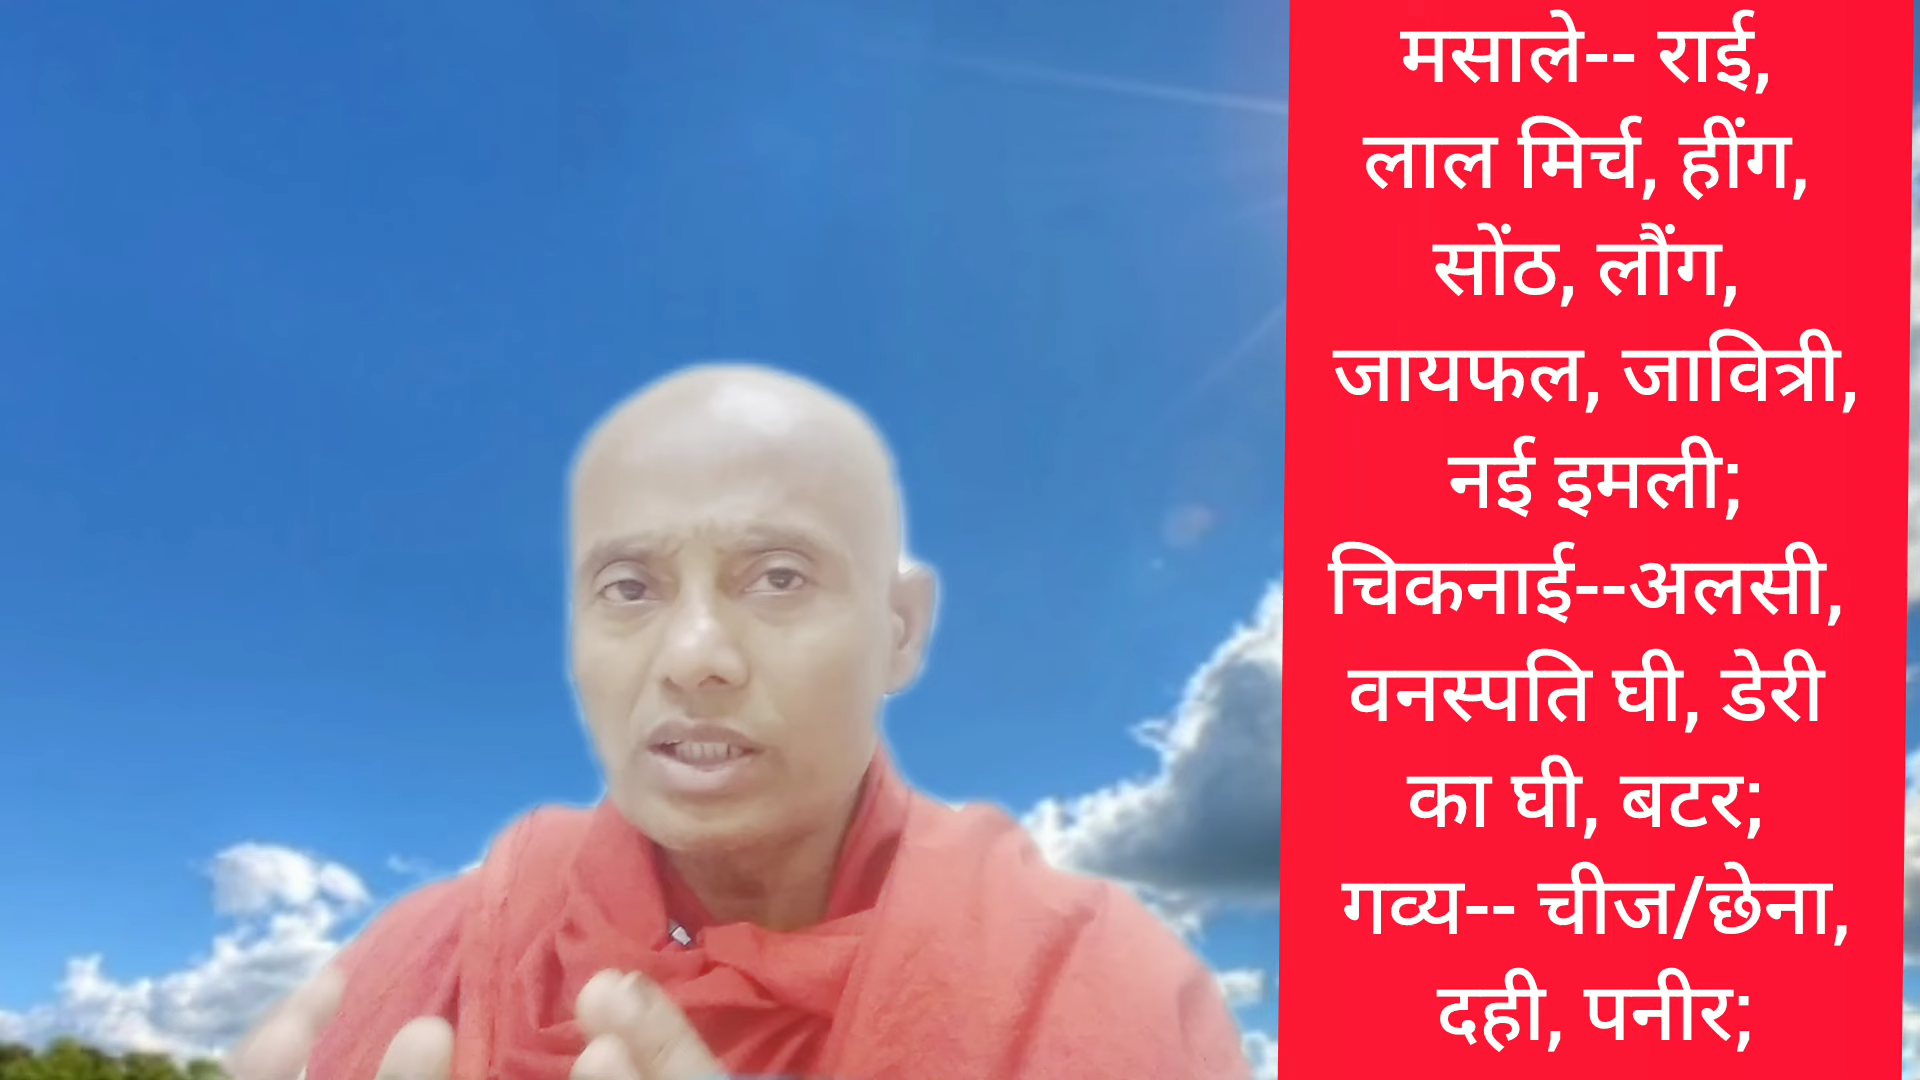 मसाले-- राई,
लाल मिर्च, हींग,
सोंठ, लौंग,
जायफल, जावित्री,
नई इमली;
चिकनाई--अलसी,
वनस्पति घी, डेरी
का घी, बटर;
गव्य-- चीज/छेना,
दही, पनीर;